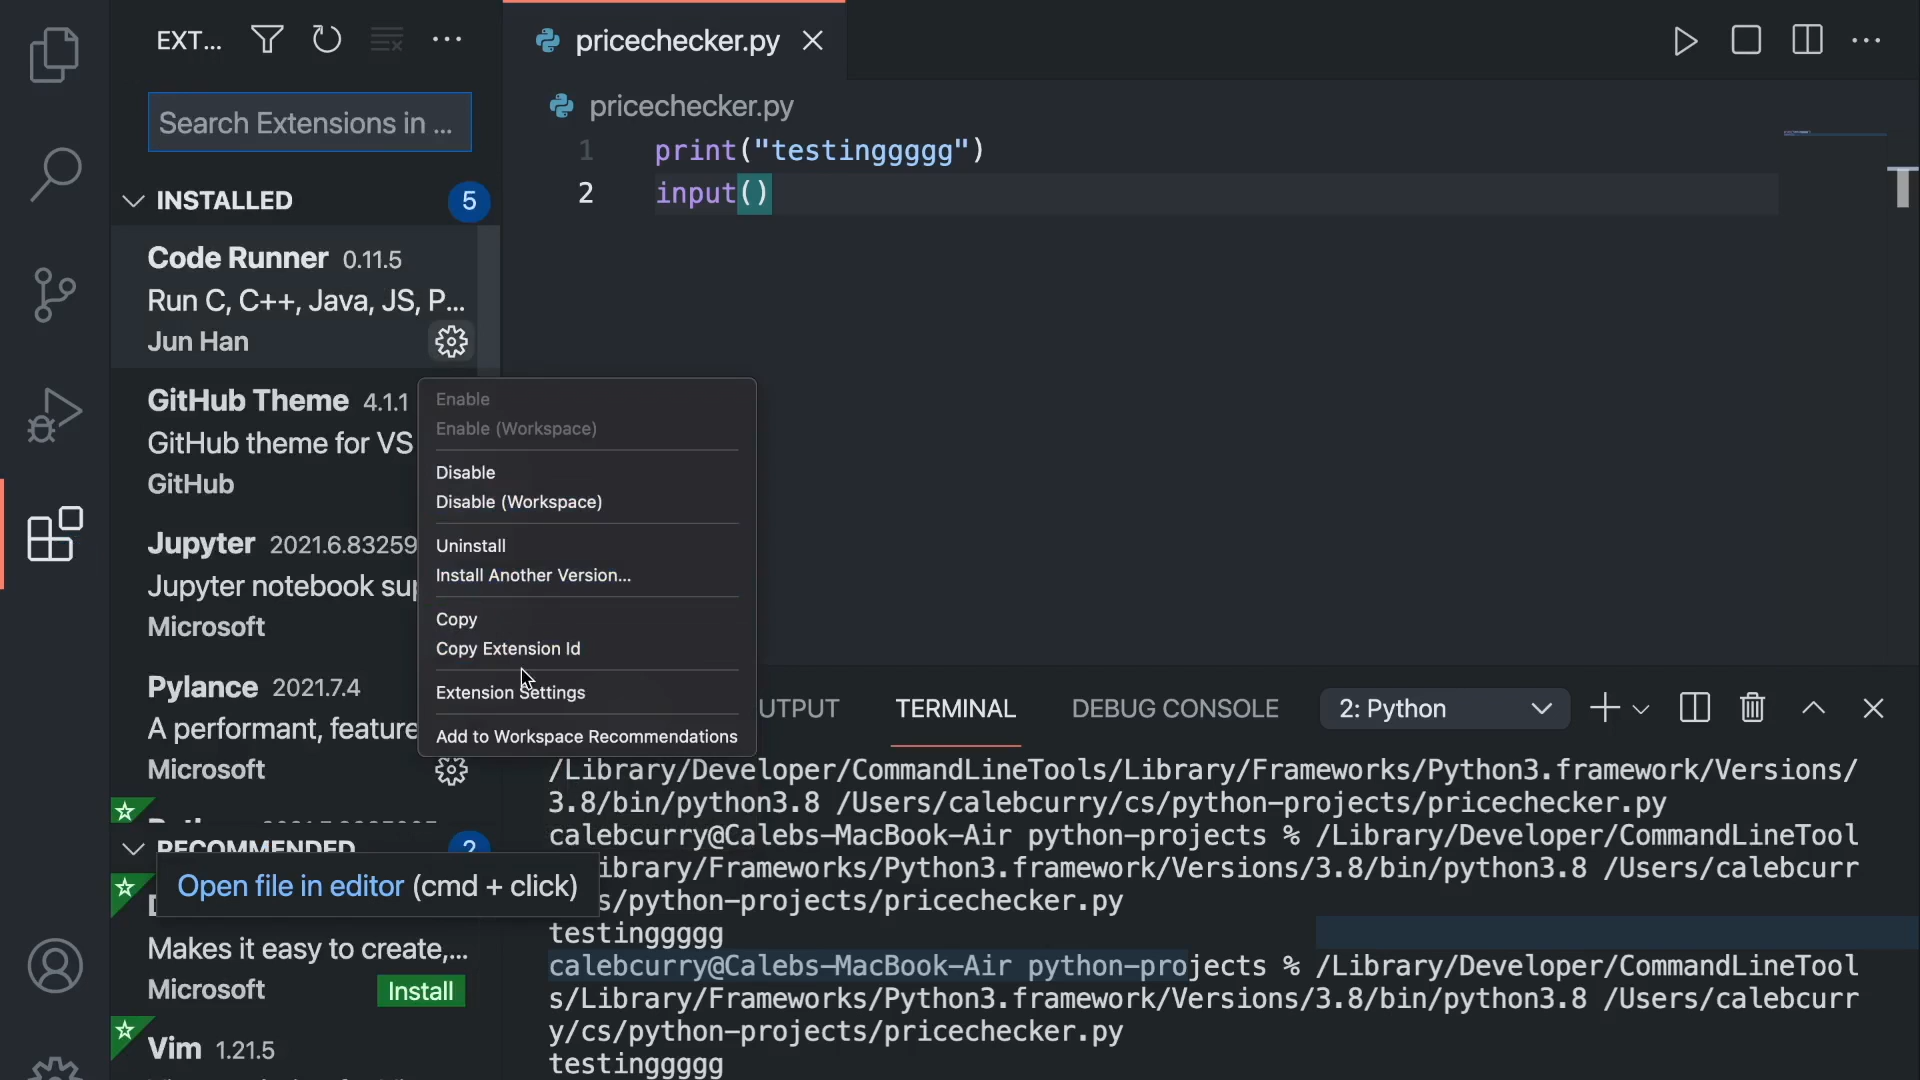 EXT...
Search Extensions in ...
INSTALLED 5
Code Runner 0.11.5
Run C, C++, Java, JS, P...
Jun Han
GitHub Theme 4.1.1
GitHub theme for VS
GitHub
Jupyter 2021.6.83259
Jupyter notebook sup
Microsoft
Pylance 2021.7.4
A performant, feature
Microsoft
RECOMMENDED 2
Open file in editor (cmd + click)
Makes it easy to create,...
Microsoft Install
Vim 1.21.5
Enable
Enable (Workspace)
Disable
Disable (Workspace)
Uninstall
Install Another Version...
Copy
Copy Extension Id
Extension Settings
Add to Workspace Recommendations
pricechecker.py
pricechecker.py
1 print("testinggggg")
2 input()
UTPUT TERMINAL DEBUG CONSOLE 2: Python
/Library/Developer/CommandLineTools/Library/Frameworks/Python3.framework/Versions/
3.8/bin/python3.8 /Users/calebcurry/cs/python-projects/pricechecker.py
calebcurry@Calebs-MacBook-Air python-projects % /Library/Developer/CommandLineTool
ibrary/Frameworks/Python3.framework/Versions/3.8/bin/python3.8 /Users/calebcurr
s/python-projects/pricechecker.py
testinggggg
calebcurry@Calebs-MacBook-Air python-projects % /Library/Developer/CommandLineTool
s/Library/Frameworks/Python3.framework/Versions/3.8/bin/python3.8 /Users/calebcurr
y/cs/python-projects/pricechecker.py
testinggggg